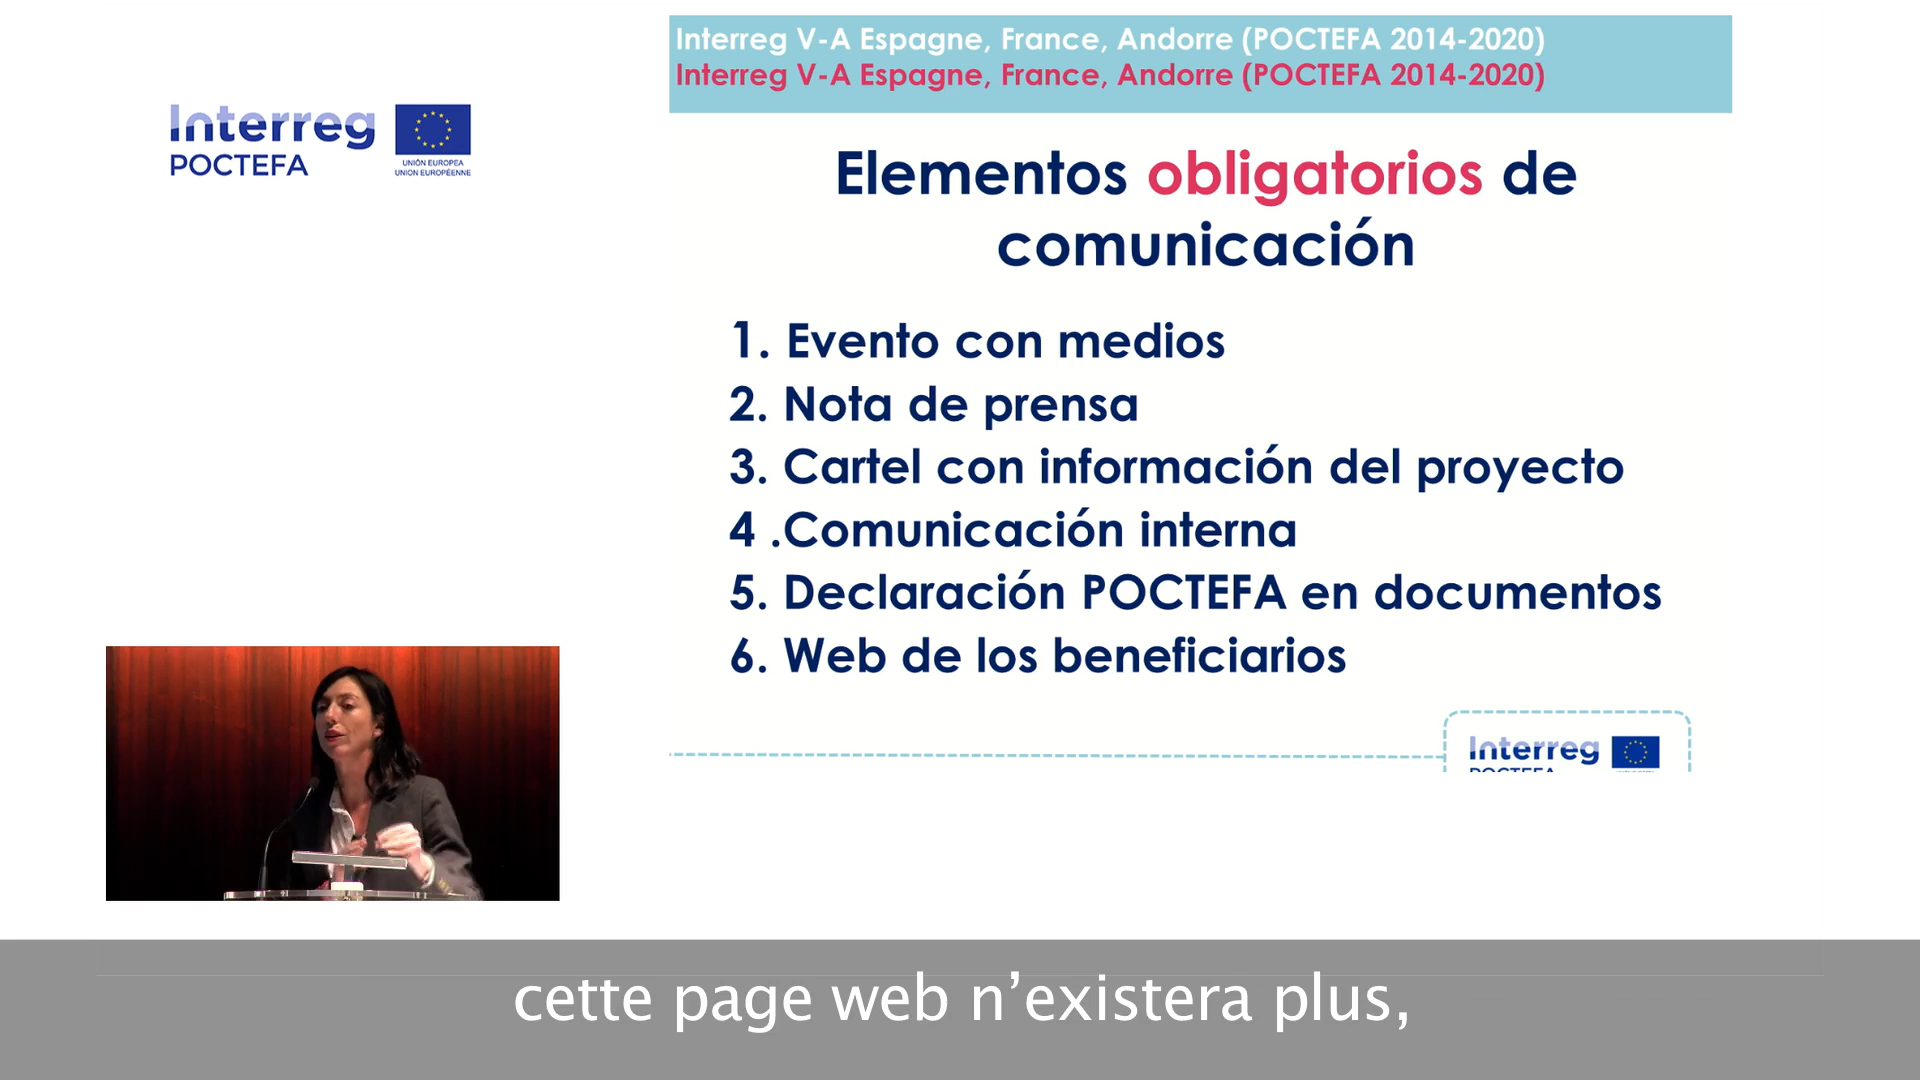 Interreg V-A Espagne, France, Andorre (POCTEFA 2014-2020)
Interreg V-A Espagne, France, Andorre (POCTEFA 2014-2020)
Interreg
POCTEFA
UNIÓN EUROPEA
UNION EUROPÉENNE
Elementos obligatorios de
comunicación
1. Evento con medios
2. Nota de prensa
3. Cartel con información del proyecto
4 .Comunicación interna
5. Declaración POCTEFA en documentos
6. Web de los beneficiarios
Interreg
POCTEFA
cette page web n’existera plus,